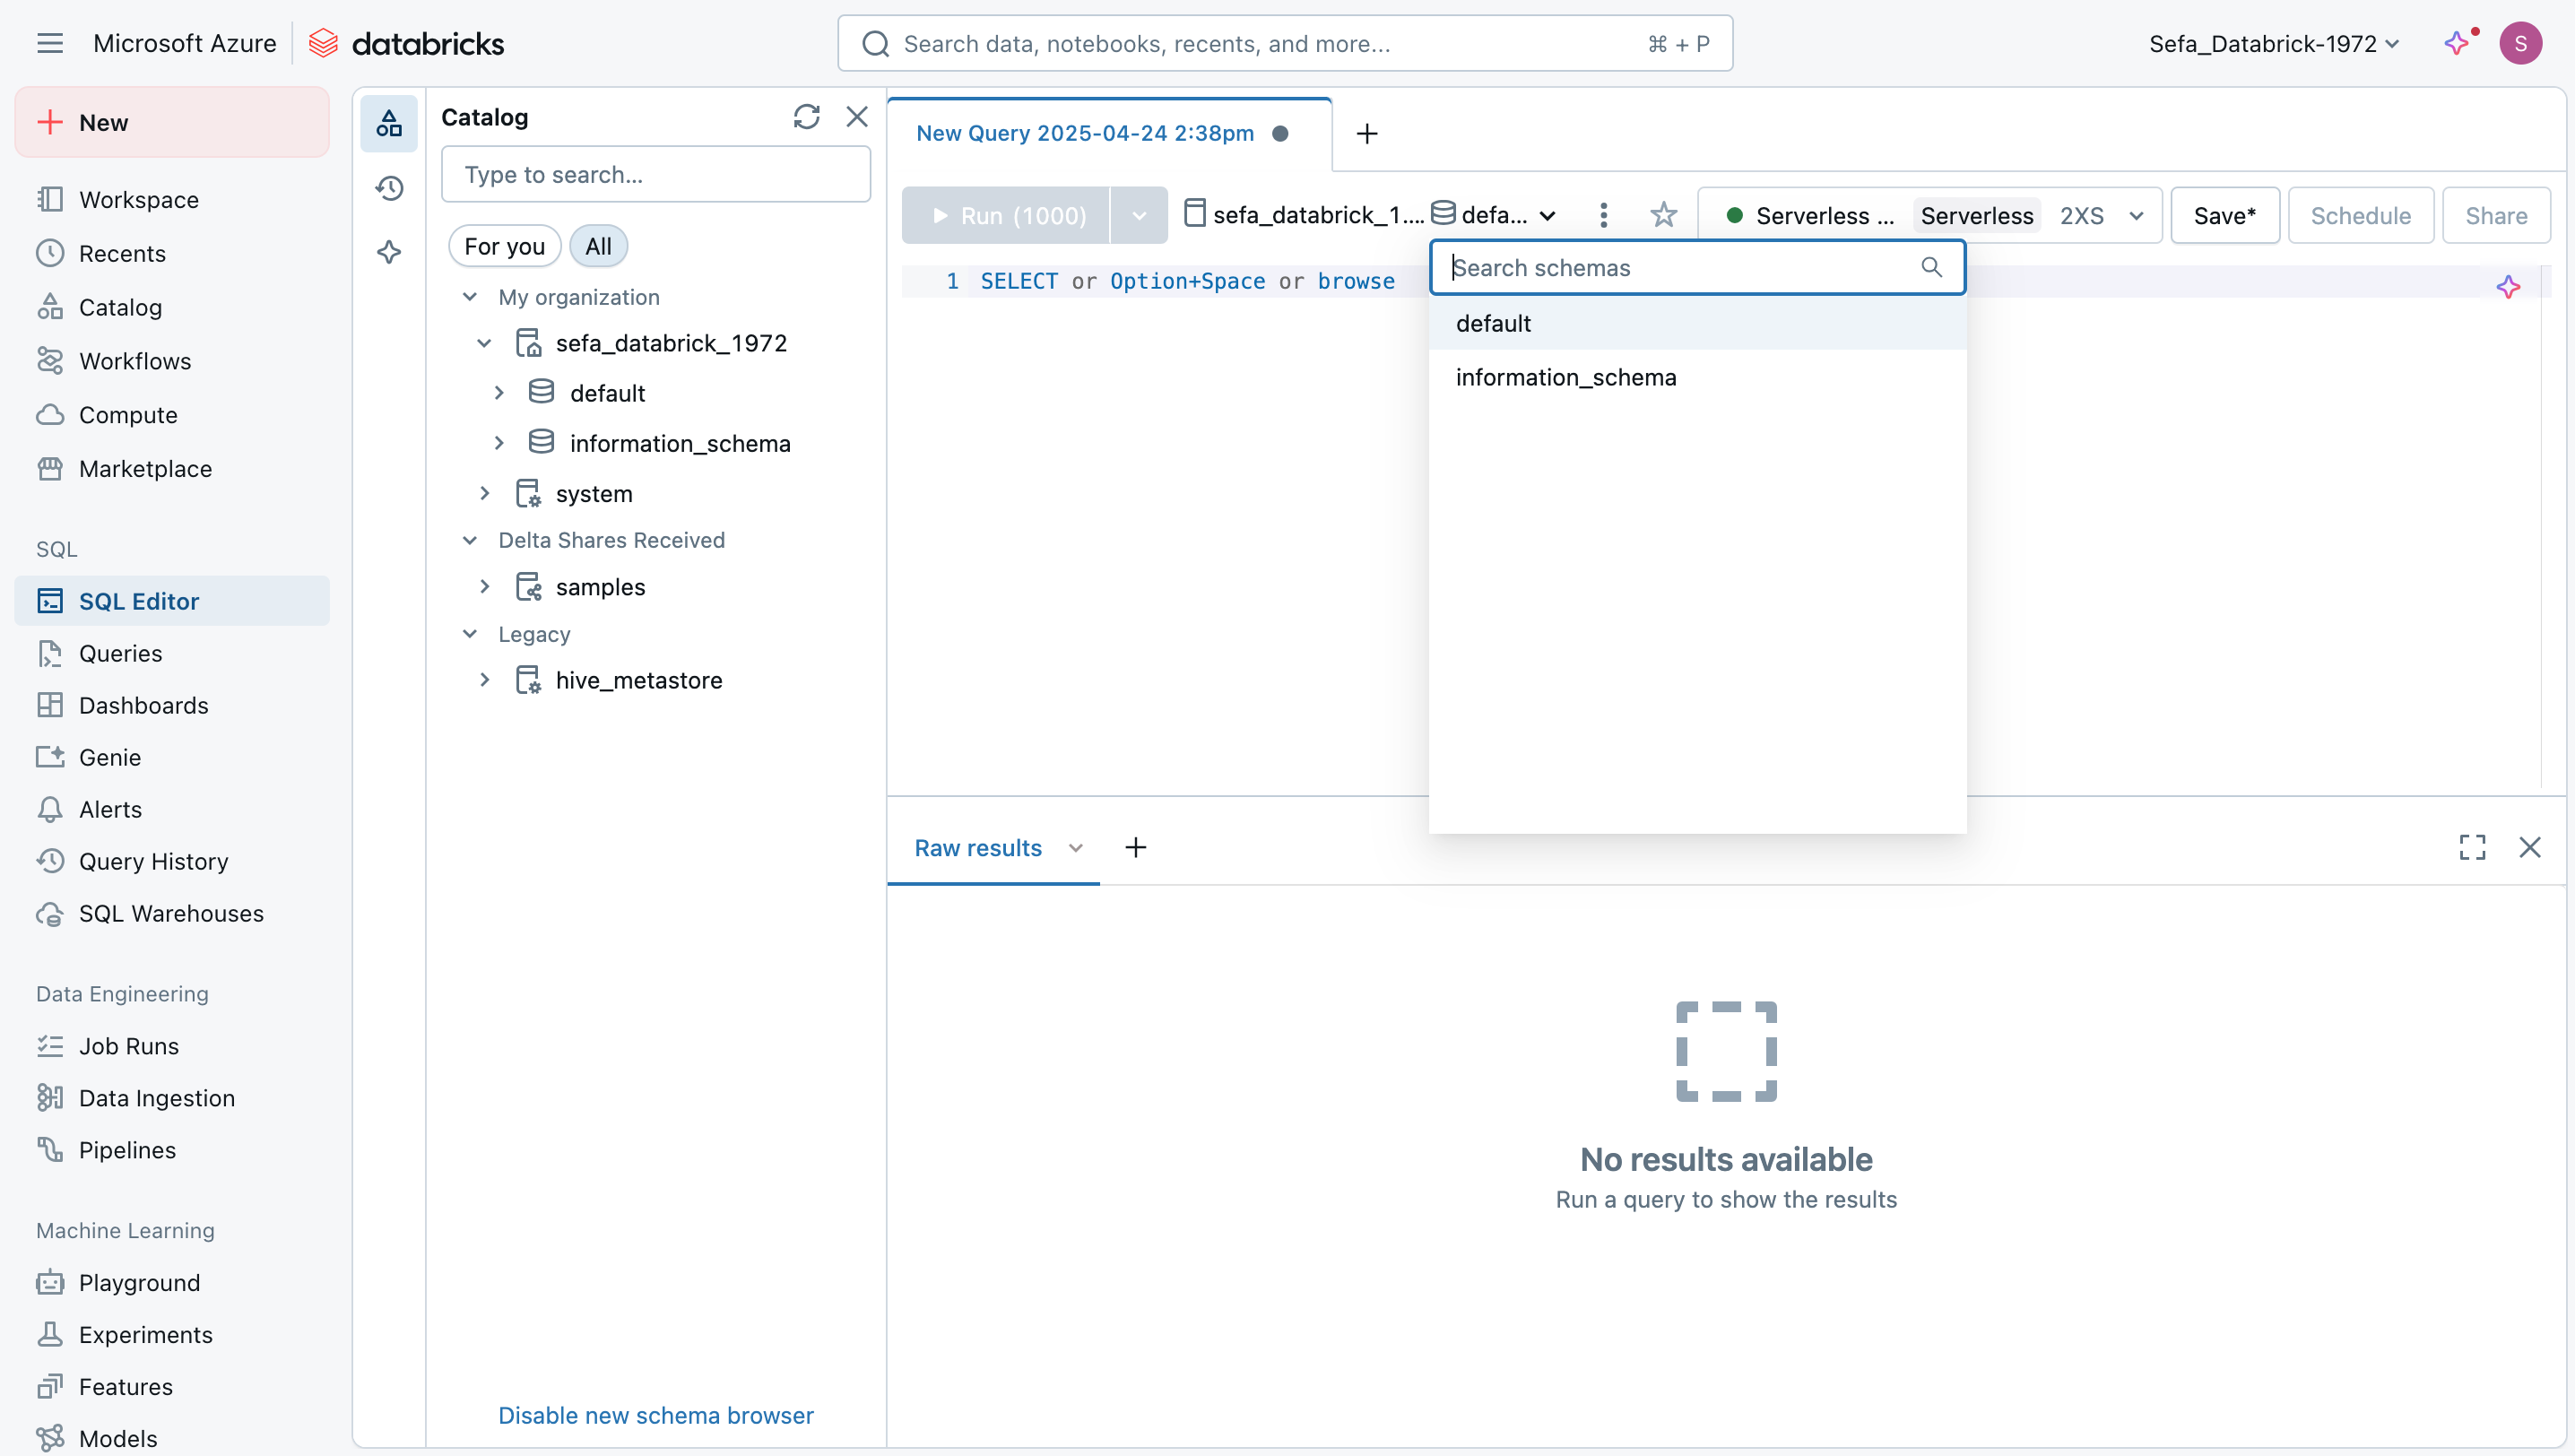 Microsoft Azure databricks
Search data, notebooks, recents, and more... ⌘ + P
Sefa_Databrick-1972
S
New
Workspace
Recents
Catalog
Workflows
Compute
Marketplace
SQL
SQL Editor
Queries
Dashboards
Genie
Alerts
Query History
SQL Warehouses
Data Engineering
Job Runs
Data Ingestion
Pipelines
Machine Learning
Playground
Experiments
Features
Models
Catalog
Type to search...
For you All
My organization
sefa_databrick_1972
default
information_schema
system
Delta Shares Received
samples
Legacy
hive_metastore
Disable new schema browser
New Query 2025-04-24 2:38pm
Run (1000) sefa_databrick_1.... defa... Serverless ... Serverless 2XS Save* Schedule Share
1 SELECT or Option+Space or browse
Search schemas
default
information_schema
Raw results
No results available
Run a query to show the results